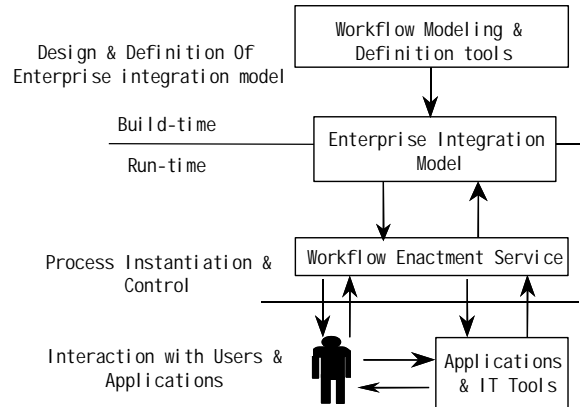 Workflow Modeling &
Definition tools
Design & Definition Of
Enterprise integration model
Build-time
Run-time
Enterprise Integration
Model
Workflow Enactment Service
Process Instantiation &
Control
Interaction with Users &
Applications
Applications
& IT Tools